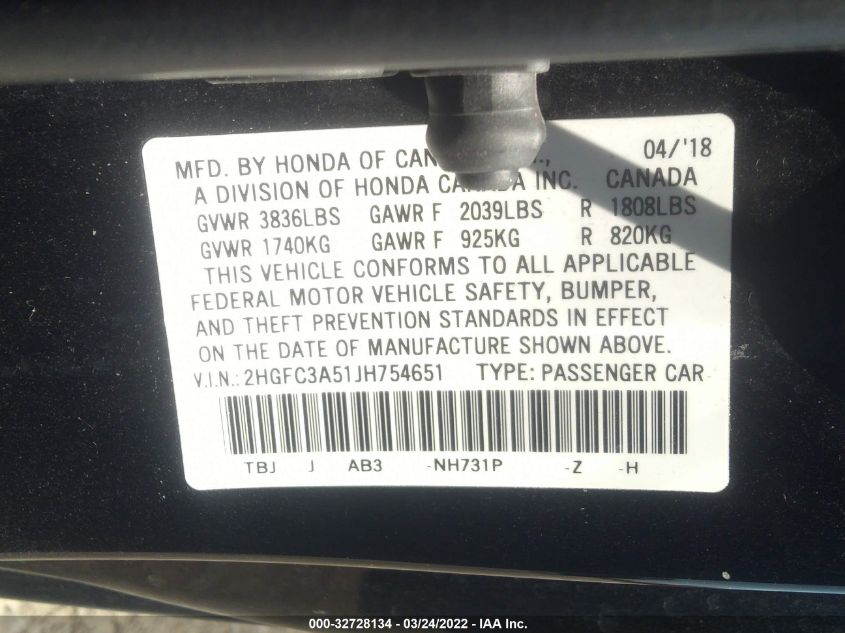 MFD. BY HONDA OF CAN 04/'18
A DIVISION OF HONDA CANADA INC. CANADA
GVWR 3836LBS GAWR F 2039LBS R 1808LBS
GVWR 1740KG GAWR F 925KG R 820KG
THIS VEHICLE CONFORMS TO ALL APPLICABLE
FEDERAL MOTOR VEHICLE SAFETY, BUMPER,
AND THEFT PREVENTION STANDARDS IN EFFECT
ON THE DATE OF MANUFACTURE SHOWN ABOVE.
V.I.N.: 2HGFC3A51JH754651 TYPE: PASSENGER CAR
TBJ J AB3 -NH731P -Z -H
000-32728134 - 03/24/2022 - IAA Inc.